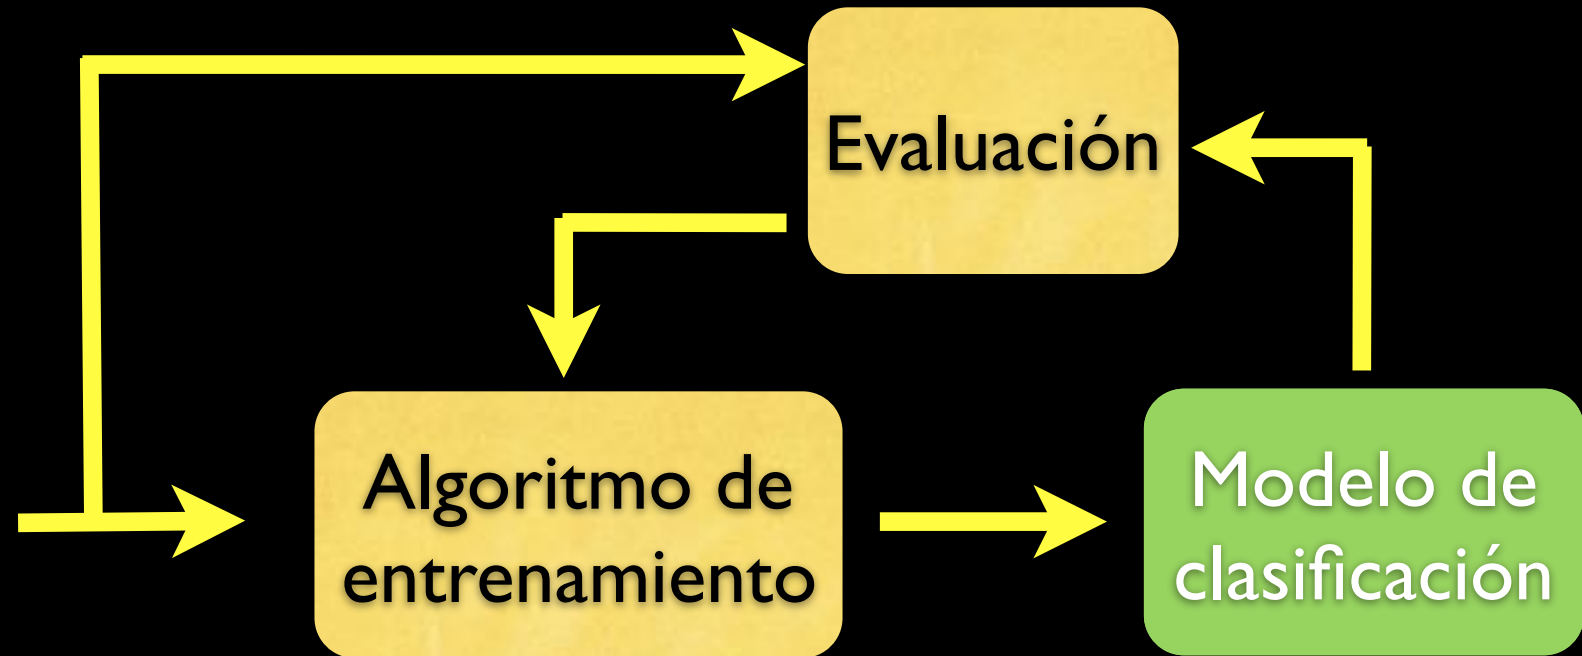 Evaluación
Algoritmo de
entrenamiento
Modelo de
clasificación